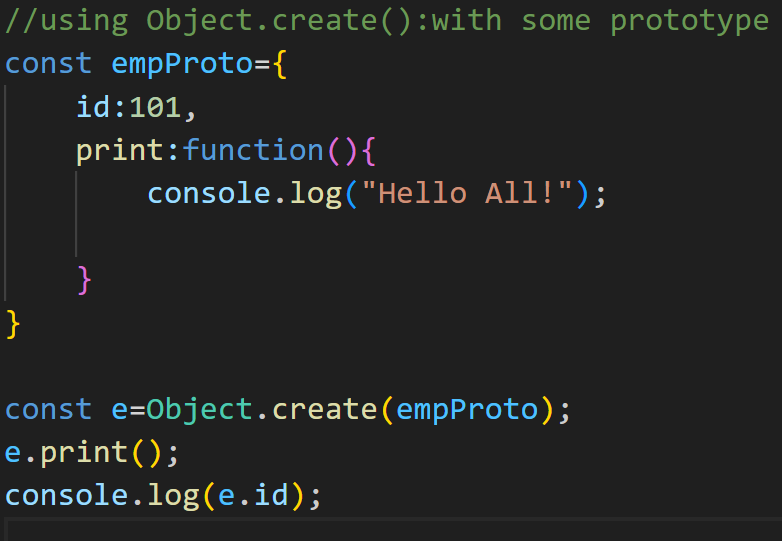 //using Object.create():with some prototype
const empProto={
    id:101,
    print:function(){
        console.log("Hello All!");
    }
}
const e=Object.create(empProto);
e.print();
console.log(e.id);